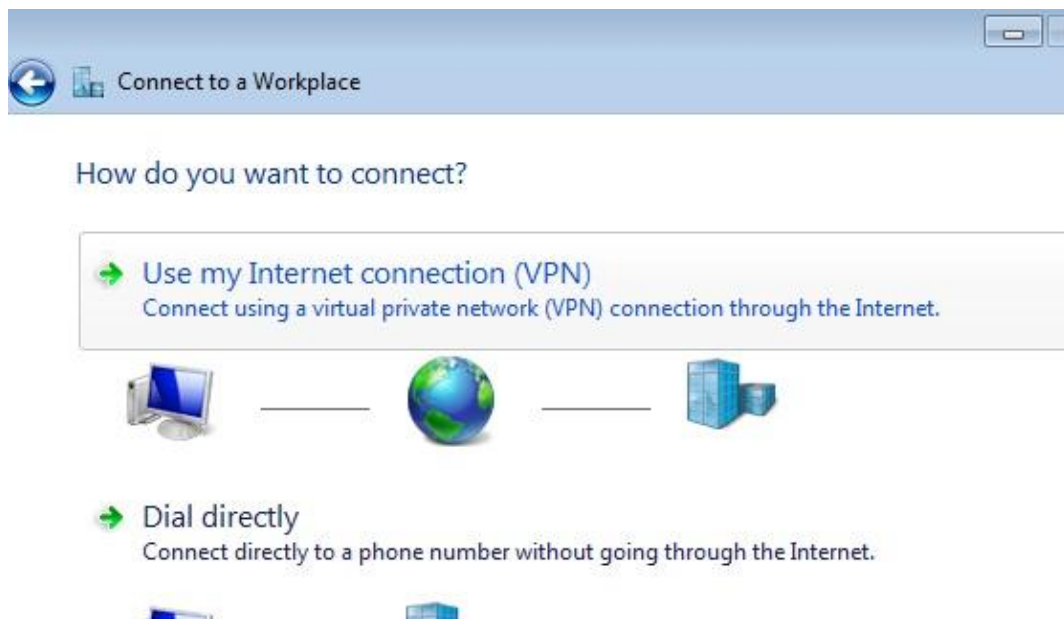 Connect to a Workplace
How do you want to connect?
Use my Internet connection (VPN)
Connect using a virtual private network (VPN) connection through the Internet.
Dial directly
Connect directly to a phone number without going through the Internet.